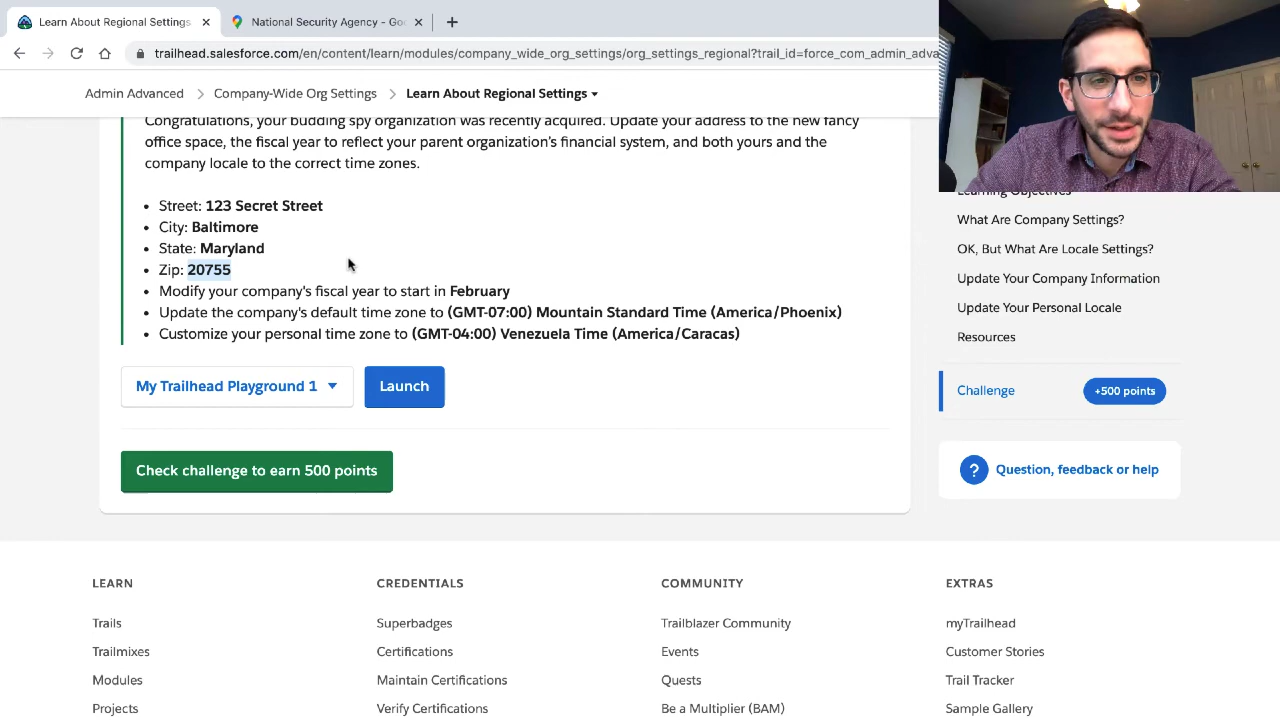 Learn About Regional Settings
National Security Agency - Goo
trailhead.salesforce.com/en/content/learn/modules/company_wide_org_settings/org_settings_regional?trail_id=force_com_admin_adva
Admin Advanced > Company-Wide Org Settings > Learn About Regional Settings
Congratulations, your budding spy organization was recently acquired. Update your address to the new fancy
office space, the fiscal year to reflect your parent organization's financial system, and both yours and the
company locale to the correct time zones.
• Street: 123 Secret Street
• City: Baltimore
• State: Maryland
• Zip: 20755
• Modify your company's fiscal year to start in February
• Update the company's default time zone to (GMT-07:00) Mountain Standard Time (America/Phoenix)
• Customize your personal time zone to (GMT-04:00) Venezuela Time (America/Caracas)
My Trailhead Playground 1
Launch
Check challenge to earn 500 points
Learning Objectives
What Are Company Settings?
OK, But What Are Locale Settings?
Update Your Company Information
Update Your Personal Locale
Resources
Challenge
+500 points
? Question, feedback or help
LEARN
Trails
Trailmixes
Modules
Projects
CREDENTIALS
Superbadges
Certifications
Maintain Certifications
Verify Certifications
COMMUNITY
Trailblazer Community
Events
Quests
Be a Multiplier (BAM)
EXTRAS
myTrailhead
Customer Stories
Trail Tracker
Sample Gallery